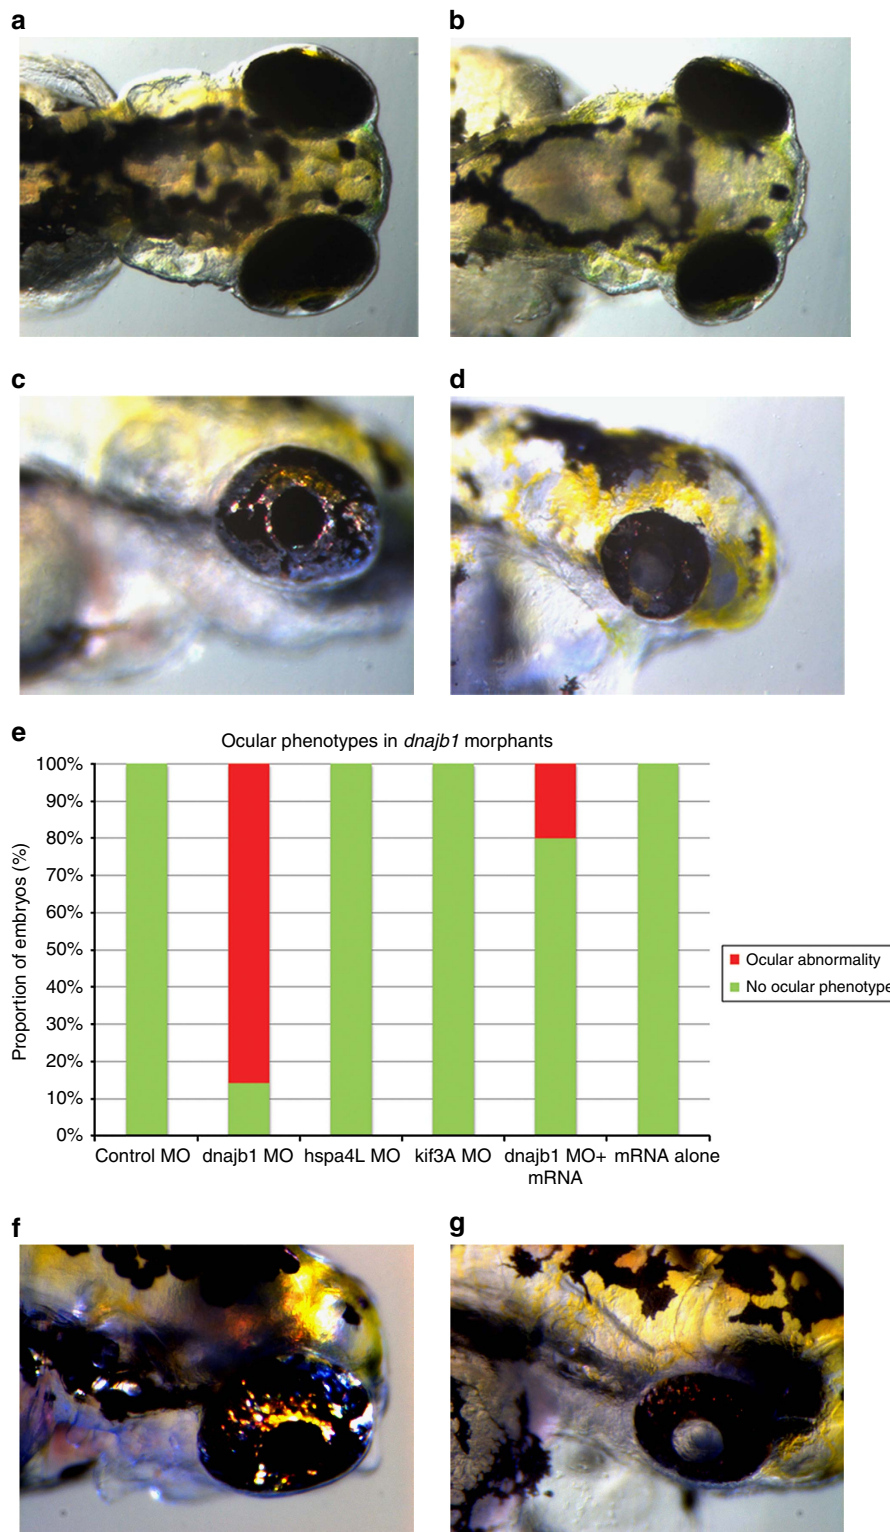 a
b
c
d
e
Ocular phenotypes in dnajb1 morphants
Proportion of embryos (%)
100%
90%
80%
70%
60%
50%
40%
30%
20%
10%
0%
Control MO
dnajb1 MO
hspa4L MO
kif3A MO
dnajb1 MO+
mRNA
mRNA alone
Ocular abnormality
No ocular phenotype
f
g